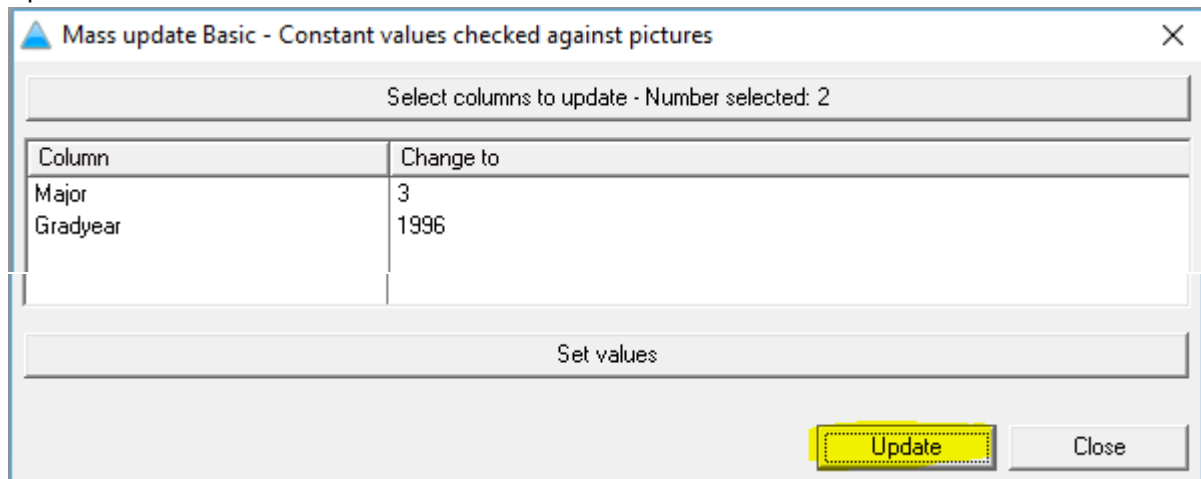 Mass update Basic - Constant values checked against pictures
Select columns to update - Number selected: 2
Column Change to
Major 3
Gradyear 1996
Set values
Update Close